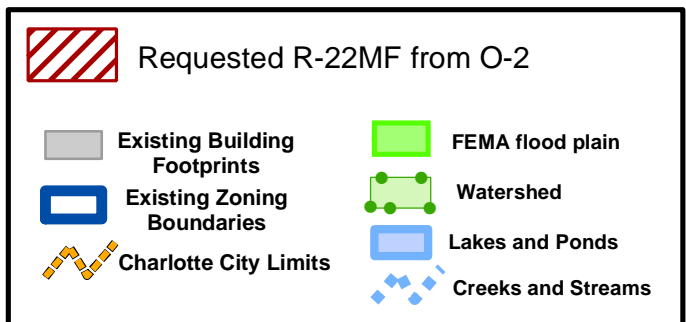 Requested R-22MF from O-2
Existing Building
Footprints
Existing Zoning
Boundaries
Charlotte City Limits
FEMA flood plain
Watershed
Lakes and Ponds
Creeks and Streams